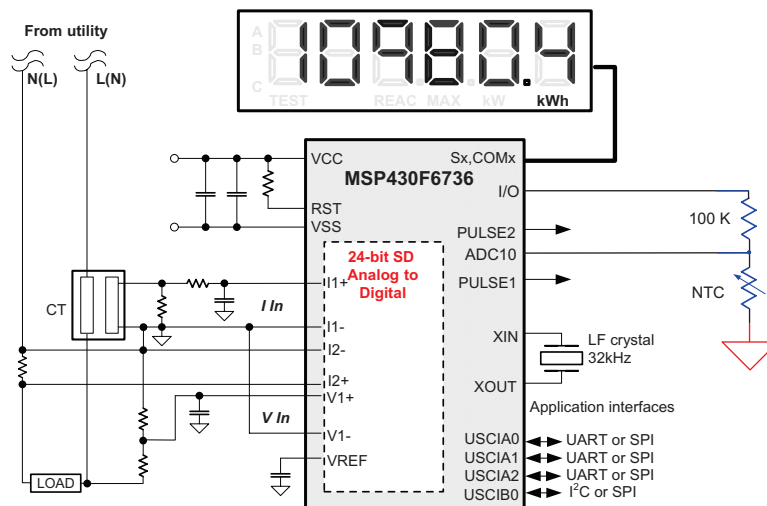 From utility
N(L)
L(N)
A
B
C
10980.4
TEST
REAC
MAX
kW
kWh
MSP430F6736
VCC
RST
VSS
Sx,COMx
I/O
PULSE2
ADC10
PULSE1
100 K
NTC
24-bit SD
Analog to
Digital
CT
I In
I1+
I1-
I2-
I2+
V1+
V In
V1-
VREF
LOAD
XIN
XOUT
LF crystal
32kHz
Application interfaces
USCIA0 UART or SPI
USCIA1 UART or SPI
USCIA2 UART or SPI
USCIB0 I²C or SPI